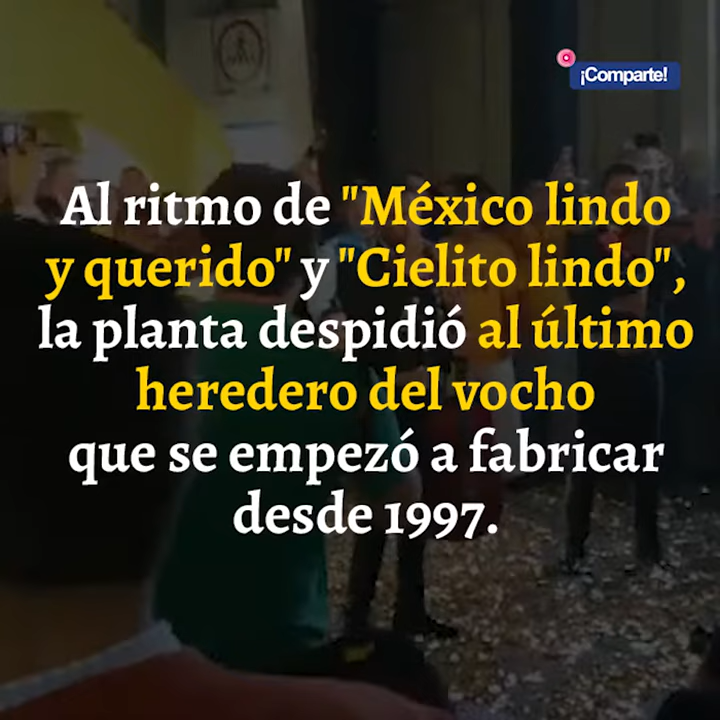 ¡Comparte!
Al ritmo de "México lindo
y querido" y "Cielito lindo",
la planta despidió al último
heredero del vocho
que se empezó a fabricar
desde 1997.